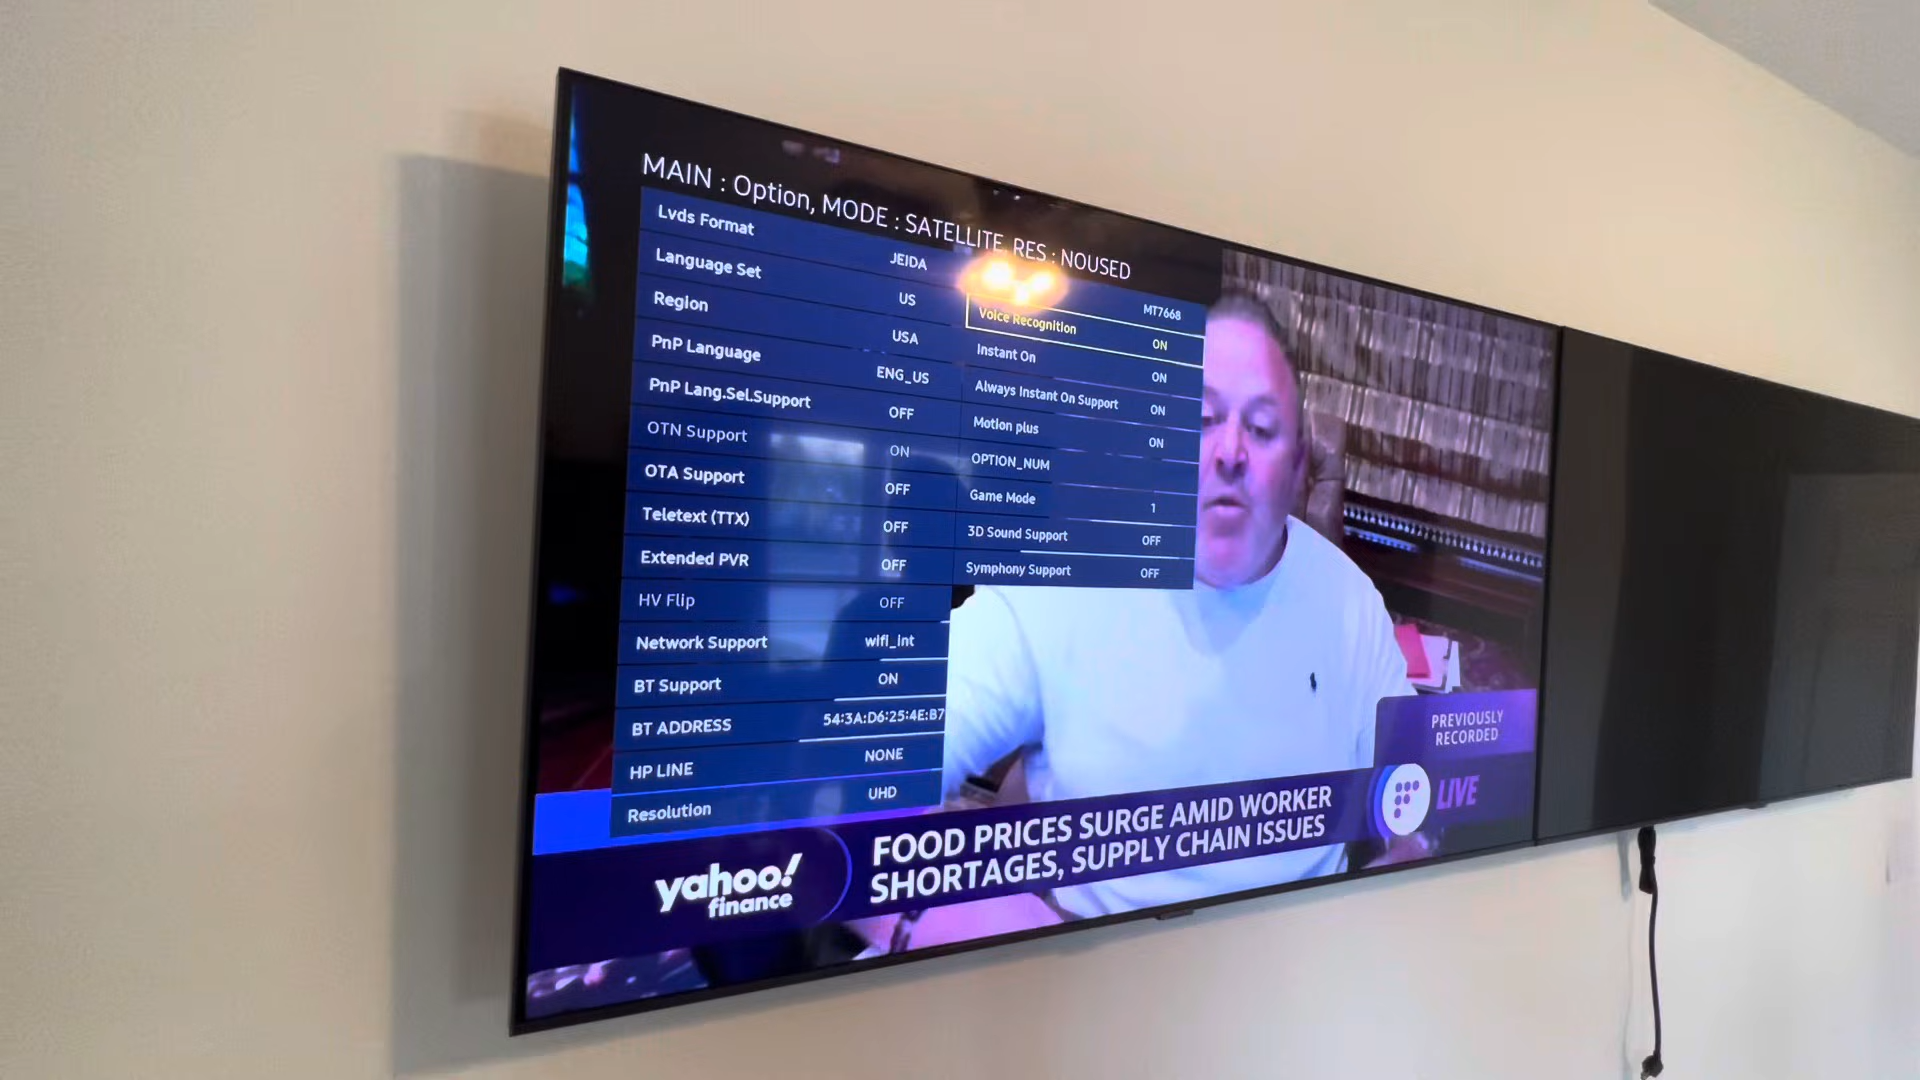 MAIN : Option, MODE : SATELLITE, RES : NOUSED
Lvds Format JEIDA
Language Set US
Region USA
PnP Language ENG_US
PnP Lang.Sel.Support OFF
OTN Support ON
OTA Support OFF
Teletext (TTX) OFF
Extended PVR OFF
HV Flip OFF
Network Support wifi_int
BT Support ON
BT ADDRESS 54:3A:D6:25:4E:B7
HP LINE NONE
Resolution UHD
MT7668
Voice Recognition ON
Instant On ON
Always Instant On Support ON
Motion plus ON
OPTION_NUM
Game Mode 1
3D Sound Support OFF
Symphony Support OFF
PREVIOUSLY
RECORDED
LIVE
yahoo!
finance
FOOD PRICES SURGE AMID WORKER
SHORTAGES, SUPPLY CHAIN ISSUES